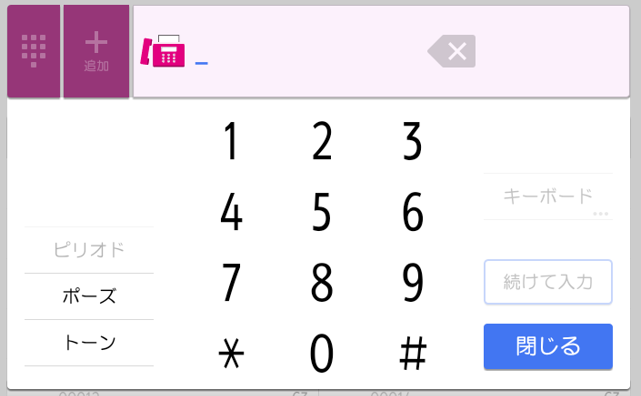 追加
1 2 3
キーボード
4 5 6
ピリオド
7 8 9
続けて入力
ポーズ
トーン
* 0 #
閉じる